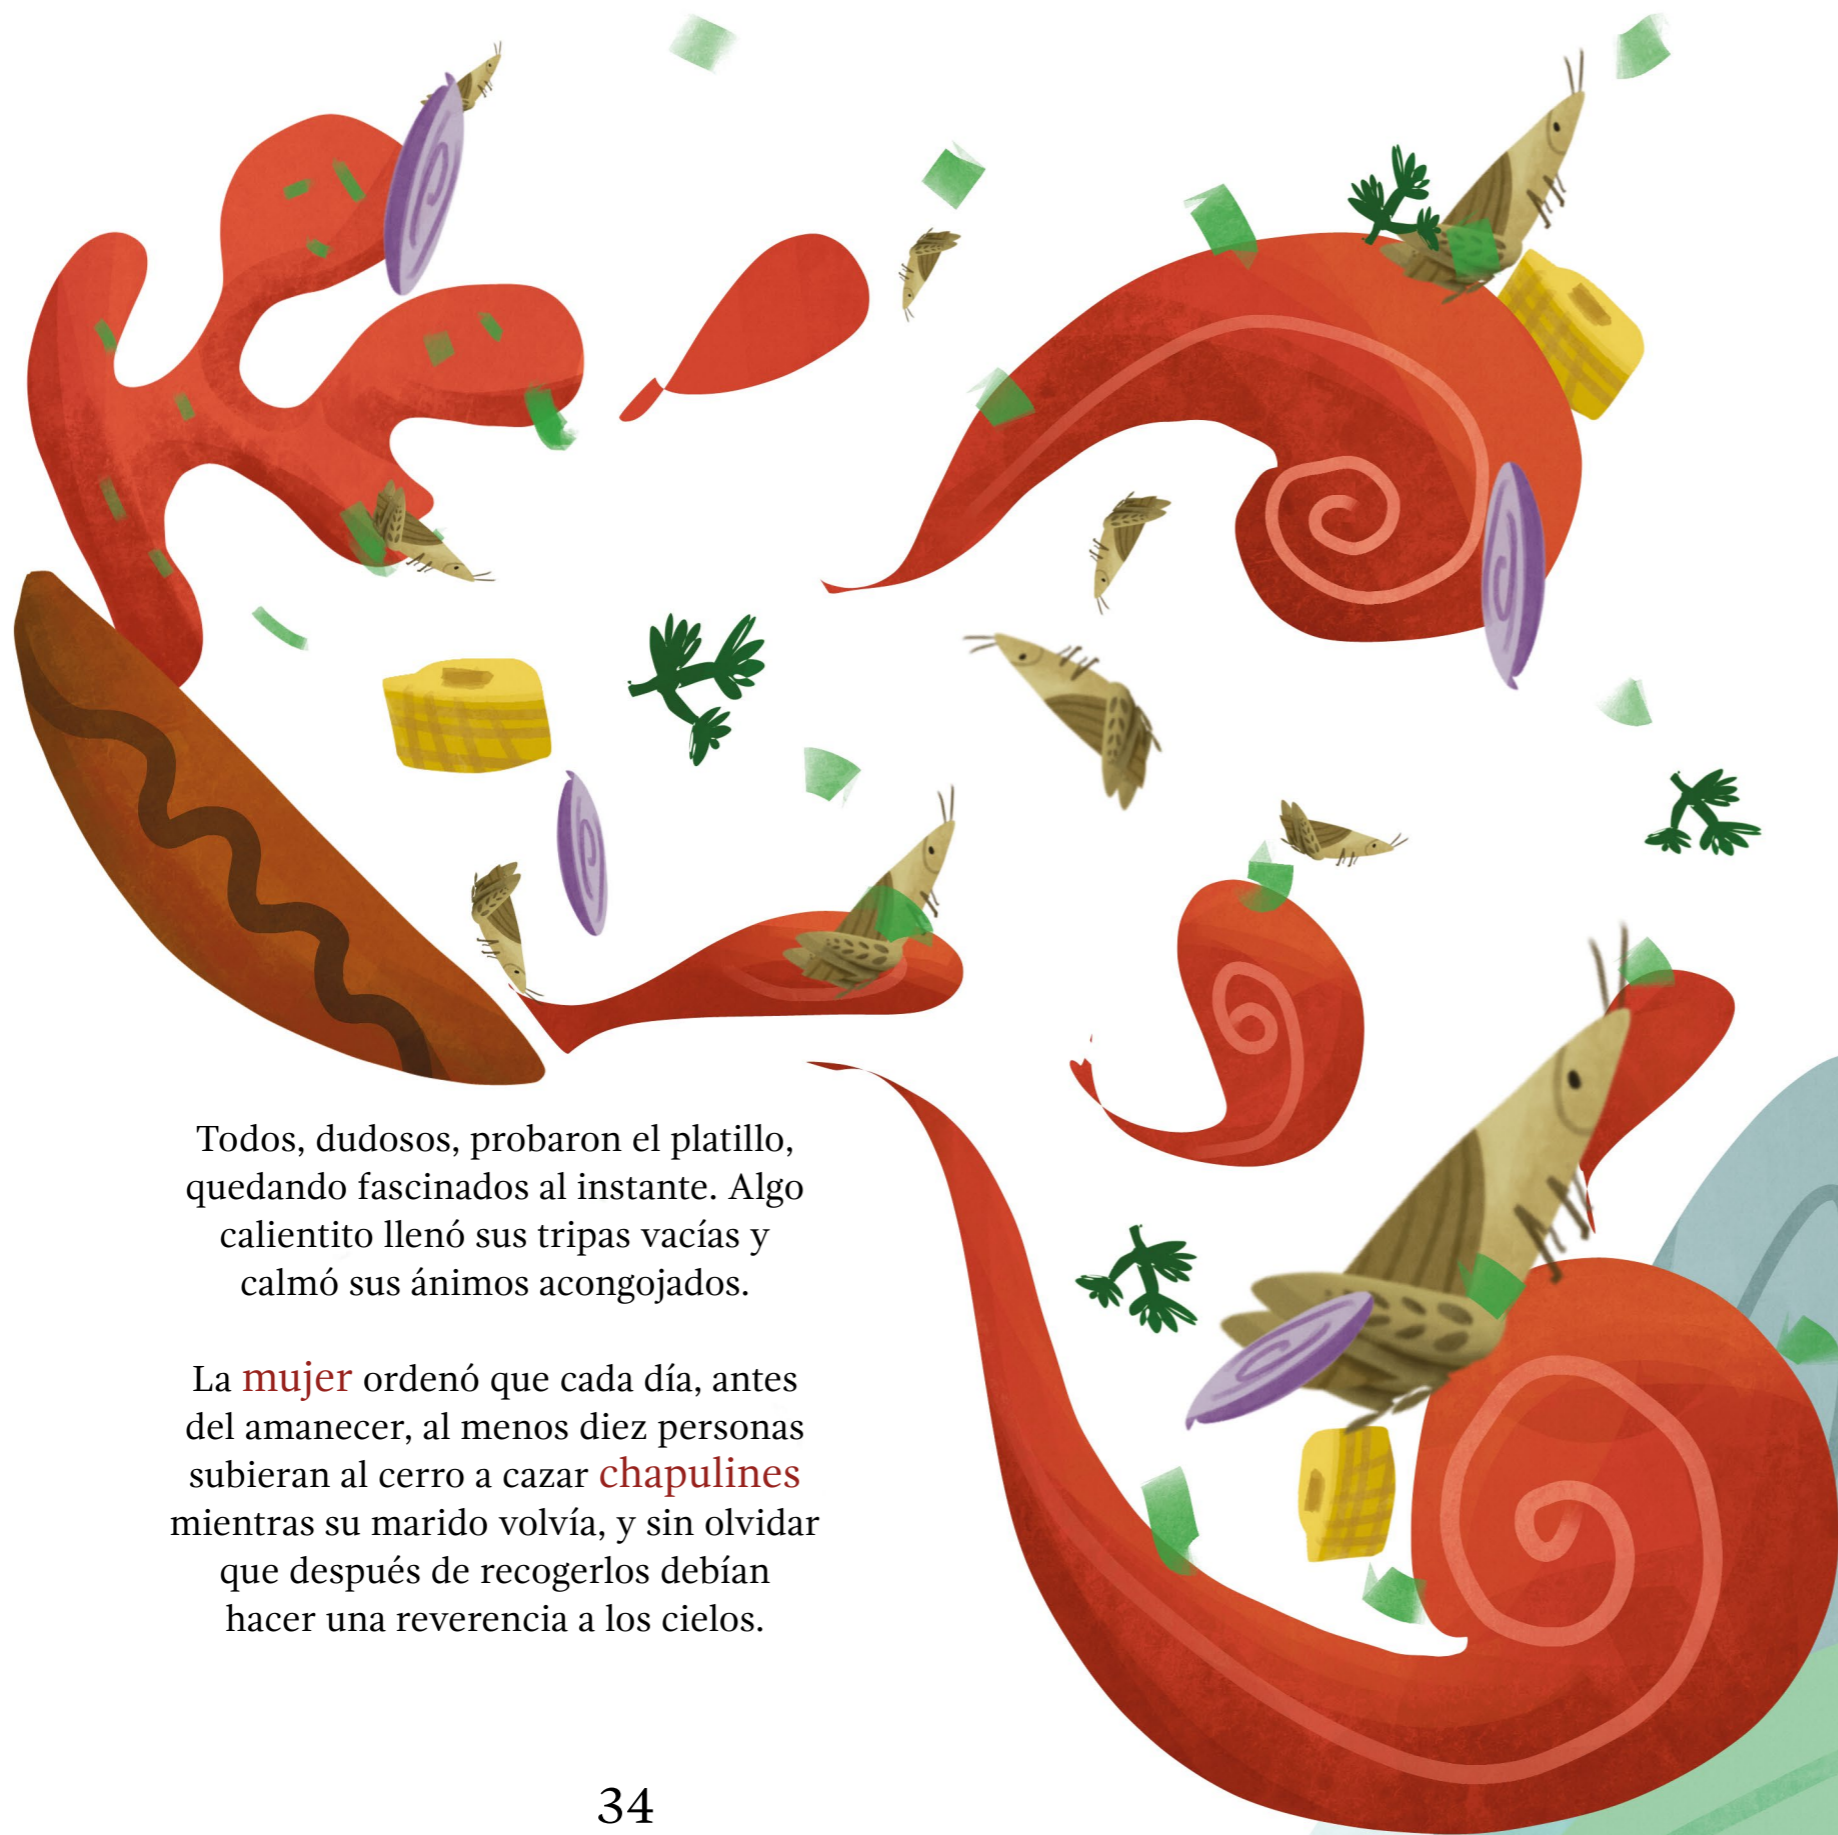 Todos, dudosos, probaron el platillo,
quedando fascinados al instante. Algo
calientito llenó sus tripas vacías y
calmó sus ánimos acongojados.
La mujer ordenó que cada día, antes
del amanecer, al menos diez personas
subieran al cerro a cazar chapulines
mientras su marido volvía, y sin olvidar
que después de recogerlos debían
hacer una reverencia a los cielos.
34